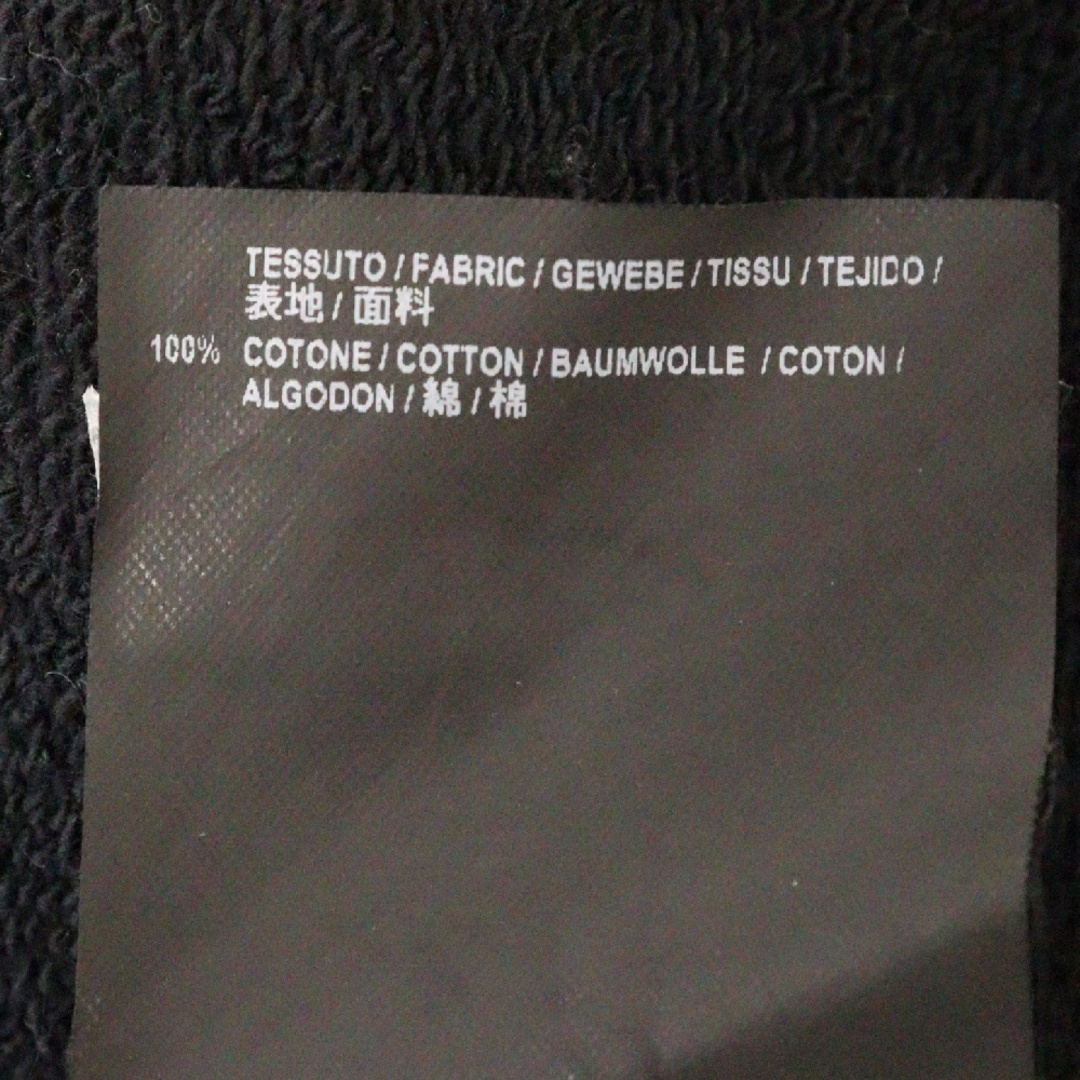 TESSUTO / FABRIC / GEWEBE / TISSU / TEJIDO /
表地 / 面料
100% COTONE / COTTON / BAUMWOLLE / COTON /
ALGODON / 綿 / 棉